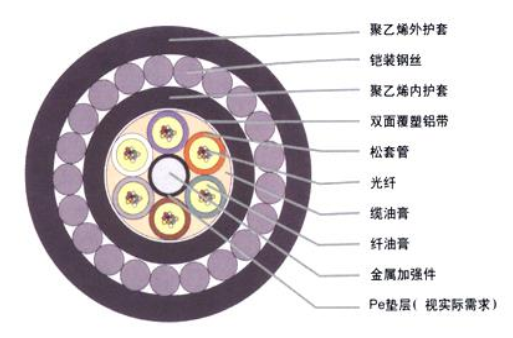 聚乙烯外护套
铠装钢丝
聚乙烯内护套
双面覆塑铝带
松套管
光纤
缆油膏
纤油膏
金属加强件
Pe垫层( 视实际需求)